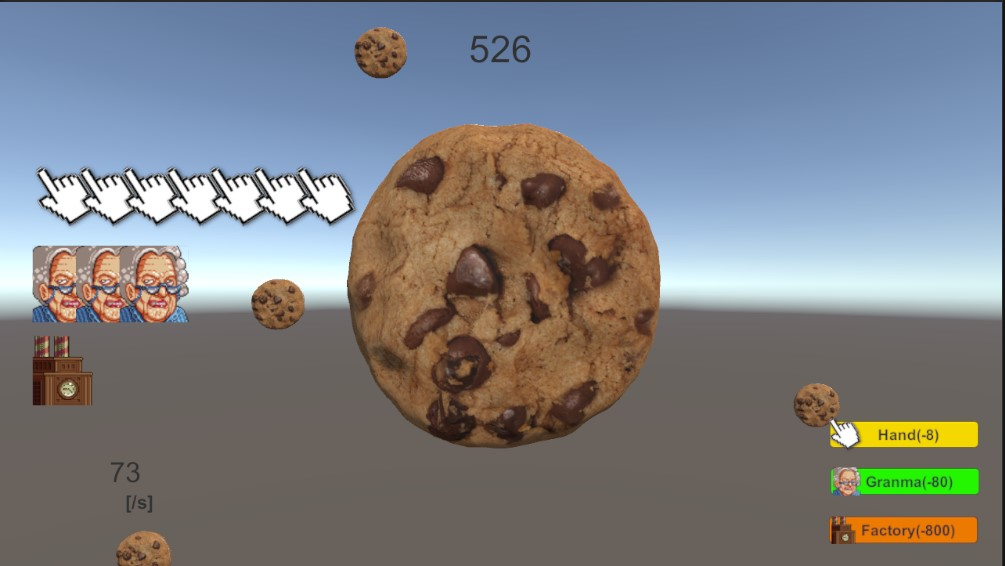 526
73
[/s]
Hand(-8)
Granma(-80)
Factory(-800)